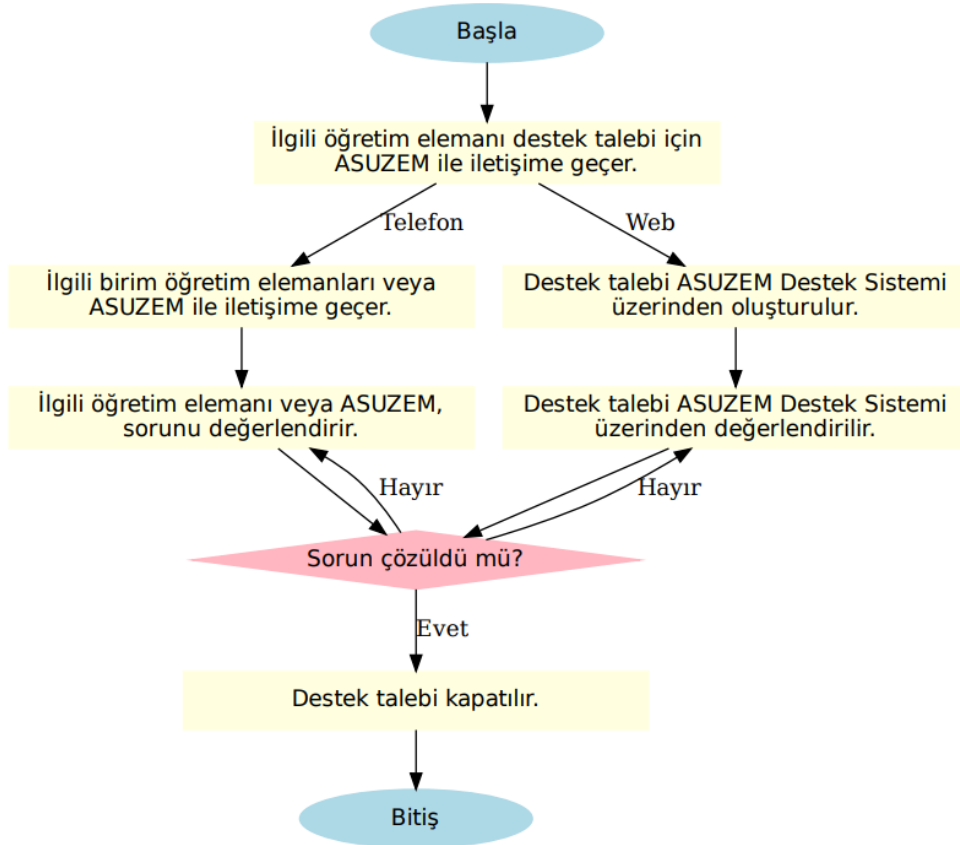 Başla
İlgili öğretim elemanı destek talebi için
ASUZEM ile iletişime geçer.
Telefon
Web
İlgili birim öğretim elemanları veya
ASUZEM ile iletişime geçer.
Destek talebi ASUZEM Destek Sistemi
üzerinden oluşturulur.
İlgili öğretim elemanı veya ASUZEM,
sorunu değerlendirir.
Destek talebi ASUZEM Destek Sistemi
üzerinden değerlendirilir.
Hayır
Hayır
Sorun çözüldü mü?
Evet
Destek talebi kapatılır.
Bitiş